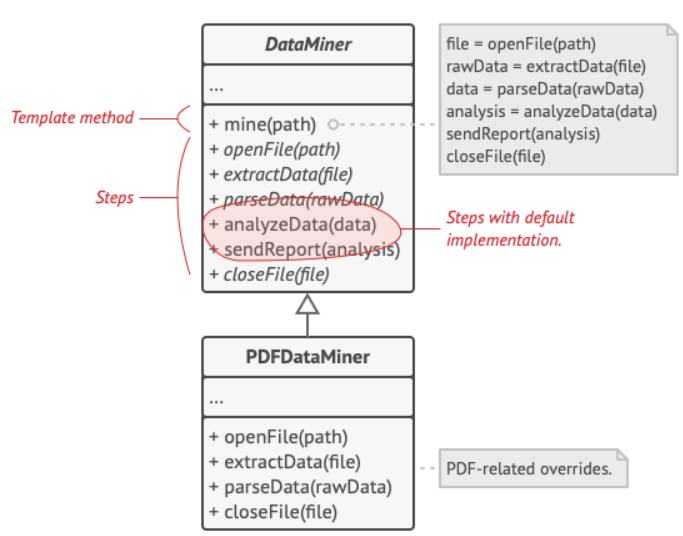 DataMiner
...
Template method
+ mine(path)
+ openFile(path)
+ extractData(file)
+ parseData(rawData)
+ analyzeData(data)
+ sendReport(analysis)
+ closeFile(file)
Steps
file = openFile(path)
rawData = extractData(file)
data = parseData(rawData)
analysis = analyzeData(data)
sendReport(analysis)
closeFile(file)
Steps with default
implementation.
PDFDataMiner
...
+ openFile(path)
+ extractData(file)
+ parseData(rawData)
+ closeFile(file)
PDF-related overrides.